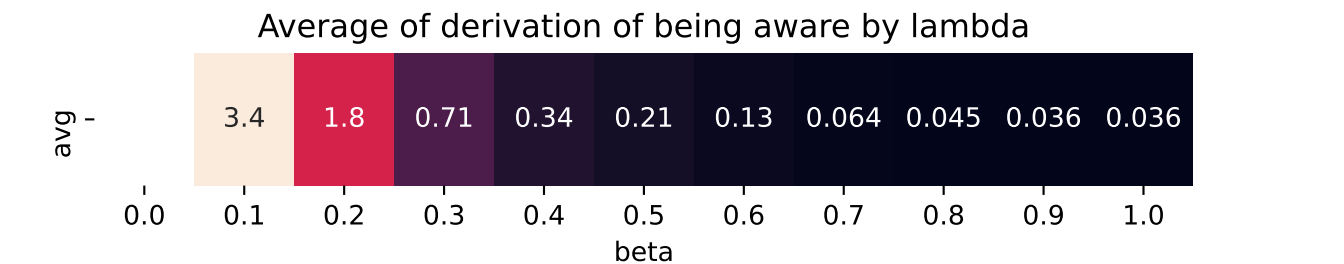 Average of derivation of being aware by lambda
avg
3.4 1.8 0.71 0.34 0.21 0.13 0.064 0.045 0.036 0.036
0.0 0.1 0.2 0.3 0.4 0.5 0.6 0.7 0.8 0.9 1.0
beta